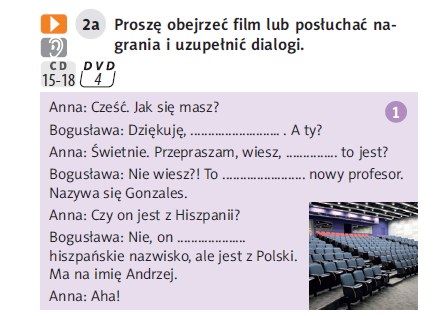 2a Proszę obejrzeć film lub posłuchać na-
grania i uzupełnić dialogi.
CD DVD
15-18 4
1
Anna: Cześć. Jak się masz?
Bogusława: Dziękuję, ........................... . A ty?
Anna: Świetnie. Przepraszam, wiesz, ............... to jest?
Bogusława: Nie wiesz?! To ......................... nowy profesor.
Nazywa się Gonzales.
Anna: Czy on jest z Hiszpanii?
Bogusława: Nie, on .....................
hiszpańskie nazwisko, ale jest z Polski.
Ma na imię Andrzej.
Anna: Aha!